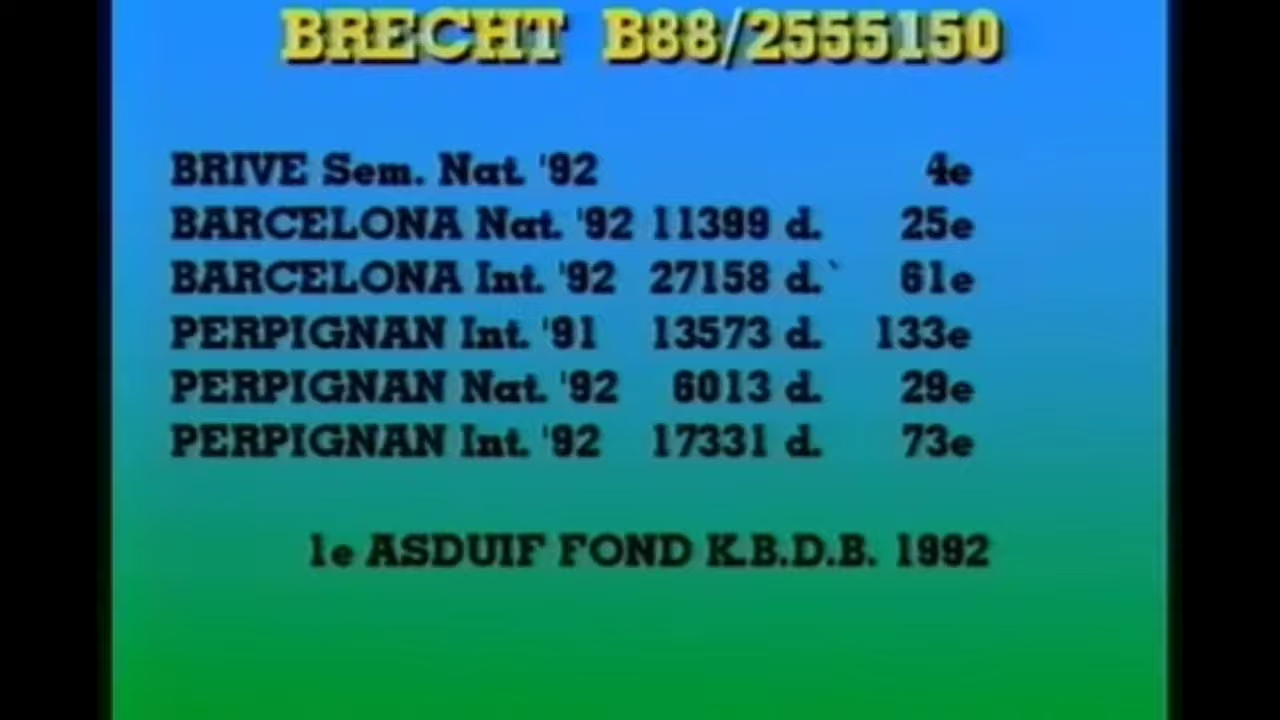 BRECHT B88/2555150
BRIVE Sem. Nat. '92 4e
BARCELONA Nat. '92 11399 d. 25e
BARCELONA Int. '92 27158 d.` 61e
PERPIGNAN Int. '91 13573 d. 133e
PERPIGNAN Nat. '92 6013 d. 29e
PERPIGNAN Int. '92 17331 d. 73e
1e ASDUIF FOND K.B.D.B. 1992